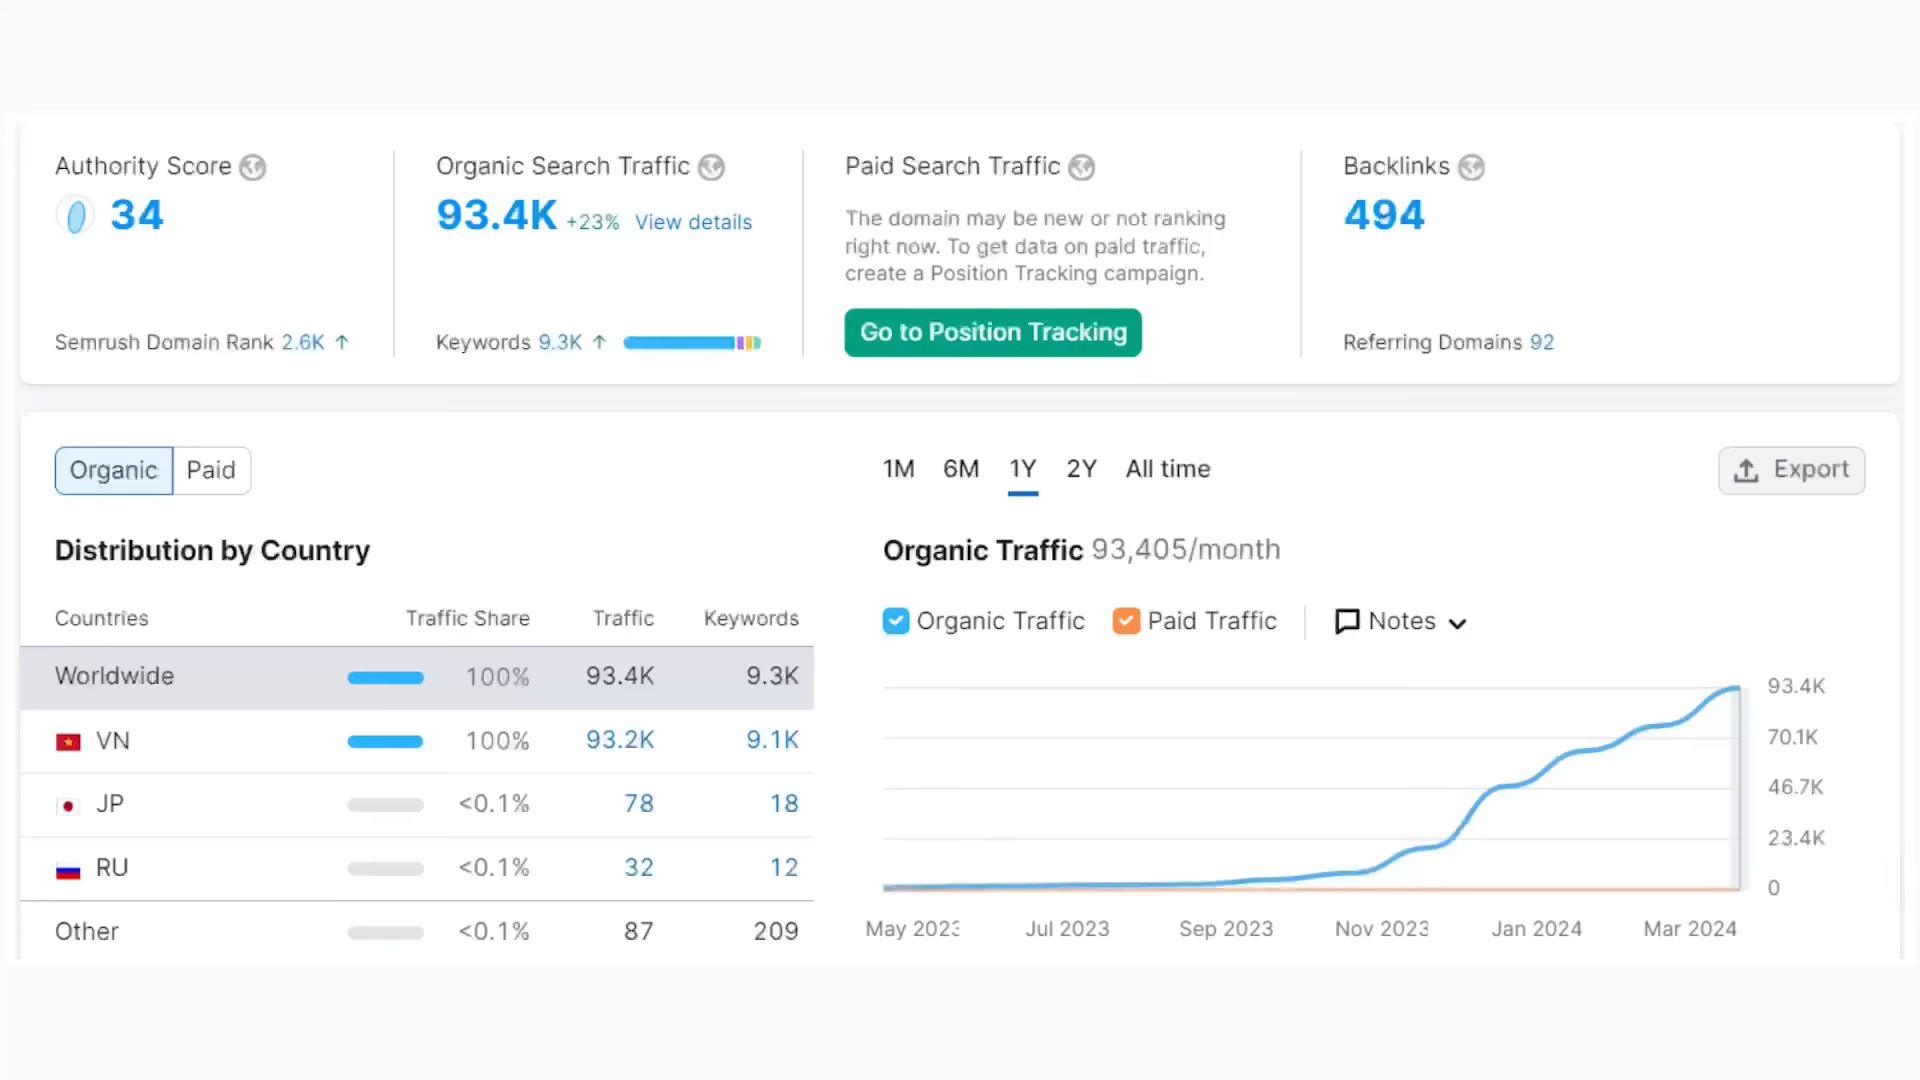 Authority Score
34
Semrush Domain Rank 2.6K ↑
Organic Search Traffic
93.4K +23% View details
Keywords 9.3K ↑
Paid Search Traffic
The domain may be new or not ranking
right now. To get data on paid traffic,
create a Position Tracking campaign.
Go to Position Tracking
Backlinks
494
Referring Domains 92
Organic Paid
Distribution by Country
Countries Traffic Share Traffic Keywords
Worldwide 100% 93.4K 9.3K
VN 100% 93.2K 9.1K
JP <0.1% 78 18
RU <0.1% 32 12
Other <0.1% 87 209
1M 6M 1Y 2Y All time
Export
Organic Traffic 93,405/month
Organic Traffic Paid Traffic Notes
93.4K
70.1K
46.7K
23.4K
0
May 2023 Jul 2023 Sep 2023 Nov 2023 Jan 2024 Mar 2024